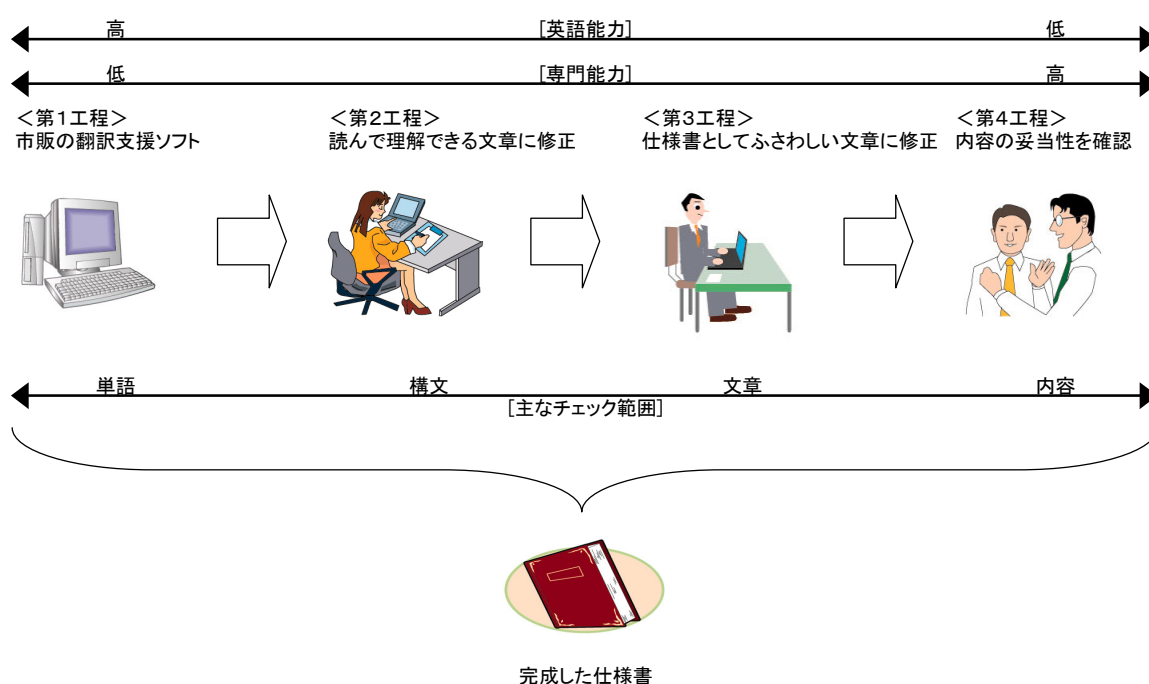 高 [英語能力] 低
低 [専門能力] 高
<第1工程>
市販の翻訳支援ソフト
<第2工程>
読んで理解できる文章に修正
<第3工程>
仕様書としてふさわしい文章に修正
<第4工程>
内容の妥当性を確認
単語 構文 文章 内容
[主なチェック範囲]
完成した仕様書